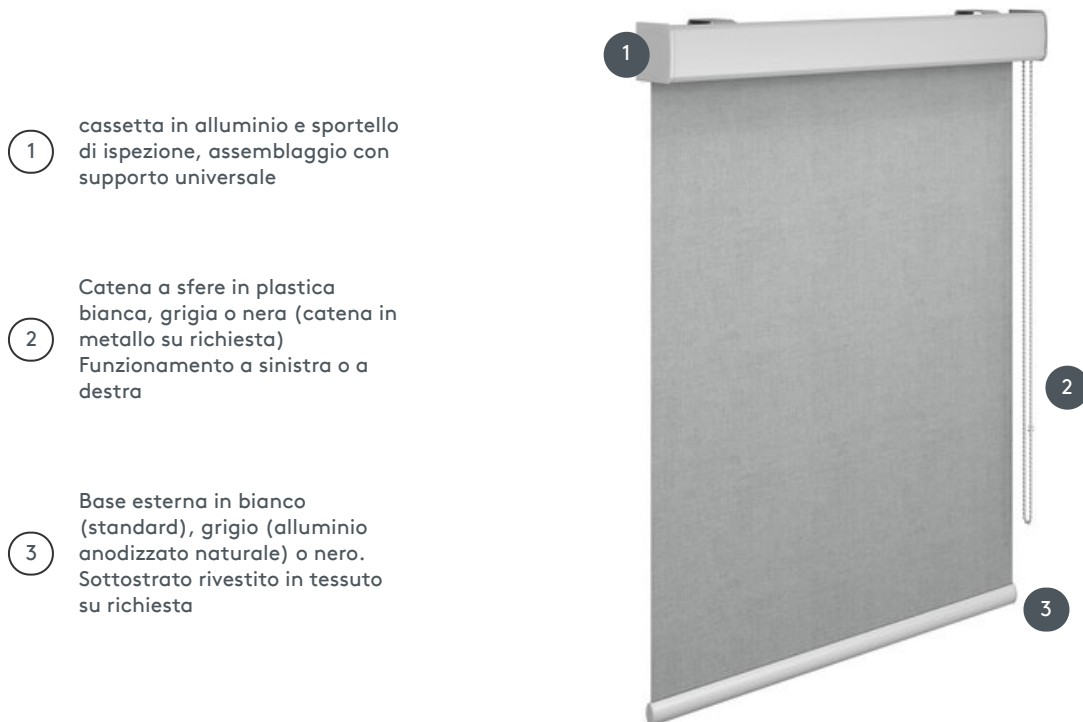 1
cassetta in alluminio e sportello
di ispezione, assemblaggio con
supporto universale
2
Catena a sfere in plastica
bianca, grigia o nera (catena in
metallo su richiesta)
Funzionamento a sinistra o a
destra
3
Base esterna in bianco
(standard), grigio (alluminio
anodizzato naturale) o nero.
Sottostrato rivestito in tessuto
su richiesta
1
2
3